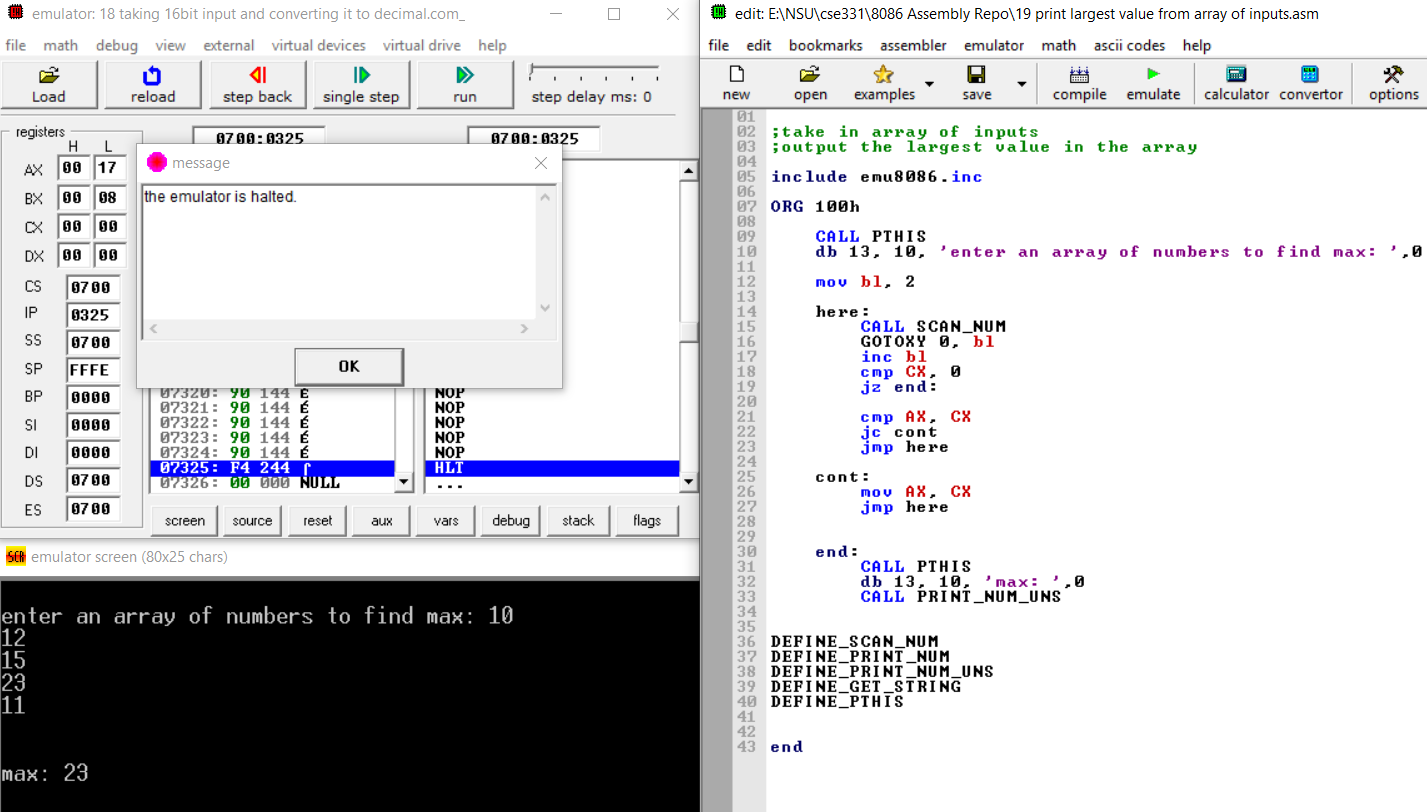 emulator: 18 taking 16bit input and converting it to decimal.com_
file math debug view external virtual devices virtual drive help
Load reload step back single step run step delay ms: 0
registers
H L
0700:0325 0700:0325
AX 00 17
BX 00 08
CX 00 00
DX 00 00
CS 0700
IP 0325
SS 0700
SP FFFE
BP 0000
SI 0000
DI 0000
DS 0700
ES 0700
message
the emulator is halted.
OK
07320: 90 144 É NOP
07321: 90 144 É NOP
07322: 90 144 É NOP
07323: 90 144 É NOP
07324: 90 144 É NOP
07325: F4 244 ⌠ HLT
07326: 00 000 NULL ...
screen source reset aux vars debug stack flags
SCR emulator screen (80x25 chars)
enter an array of numbers to find max: 10
12
15
23
11
max: 23
edit: E:\NSU\cse331\8086 Assembly Repo\19 print largest value from array of inputs.asm
file edit bookmarks assembler emulator math ascii codes help
new open examples save compile emulate calculator convertor options
01
02 ;take in array of inputs
03 ;output the largest value in the array
04
05 include emu8086.inc
06
07 ORG 100h
08
09 CALL PTHIS
10 db 13, 10, 'enter an array of numbers to find max: ',0
11
12 mov bl, 2
13
14 here:
15 CALL SCAN_NUM
16 GOTOXY 0, bl
17 inc bl
18 cmp CX, 0
19 jz end:
20
21 cmp AX, CX
22 jc cont
23 jmp here
24
25 cont:
26 mov AX, CX
27 jmp here
28
29
30 end:
31 CALL PTHIS
32 db 13, 10, 'max: ',0
33 CALL PRINT_NUM_UNS
34
35
36 DEFINE_SCAN_NUM
37 DEFINE_PRINT_NUM
38 DEFINE_PRINT_NUM_UNS
39 DEFINE_GET_STRING
40 DEFINE_PTHIS
41
42
43 end